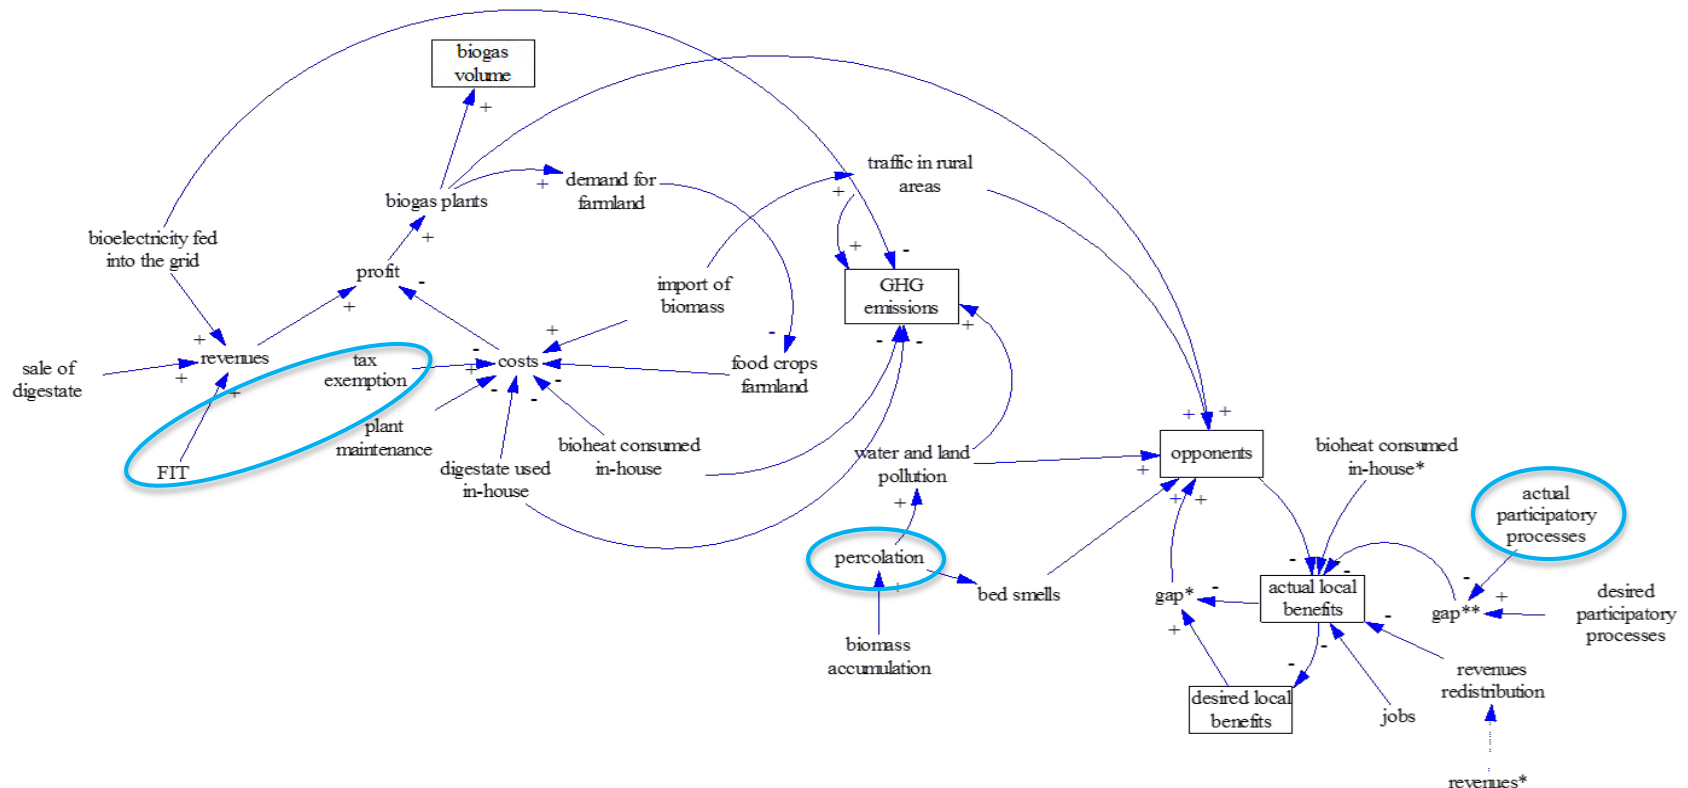 biogas
volume
+
traffic in rural
areas
demand for
farmland
+
+
biogas plants
+
bioelectricity fed
into the grid
+
-
profit
-
import of
biomass
GHG
emissions
+
+
+
+
-
-
-
revenues
tax
exemption
-
+
costs
food crops
farmland
sale of
digestate
+
+
-
-
-
plant
maintenance
bioheat consumed
in-house
digestate used
in-house
FIT
water and land
pollution
+
+
+
opponents
+
+
+
bioheat consumed
in-house*
actual
participatory
processes
+
percolation
+
bed smells
-
-
-
-
gap*
-
actual local
benefits
-
+
gap**
desired
participatory
processes
biomass
accumulation
+
-
-
-
revenues
redistribution
desired local
benefits
jobs
revenues*